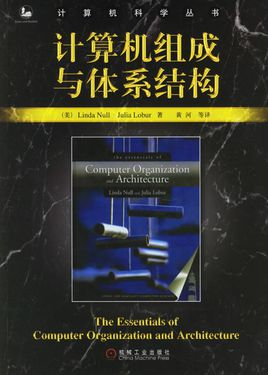 计算机科学丛书
计算机组成
与体系结构
(美) Linda Null Julia Lobur 著 黄河 等译
the essentials of
Computer Organization
and Architecture
Linda Null and Julia Lobur
The Essentials of
Computer Organization and Architecture
机械工业出版社
China Machine Press